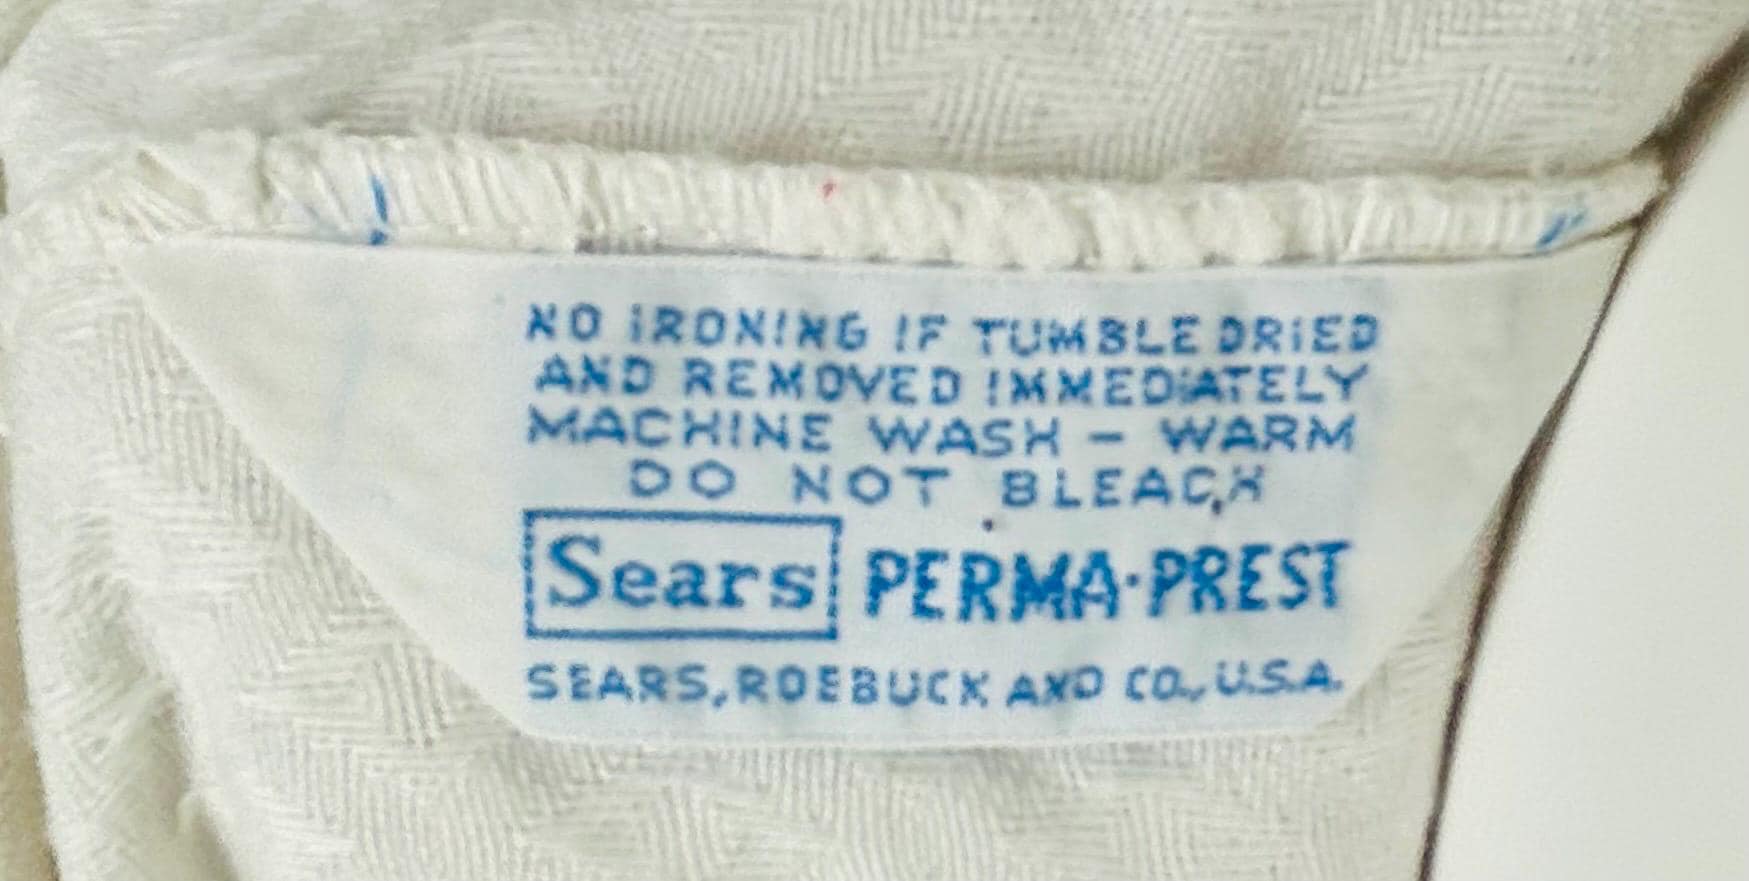 NO IRONING IF TUMBLE DRIED
AND REMOVED IMMEDIATELY
MACHINE WASH - WARM
DO NOT BLEACH
Sears PERMA-PREST
SEARS, ROEBUCK AND CO., U.S.A.